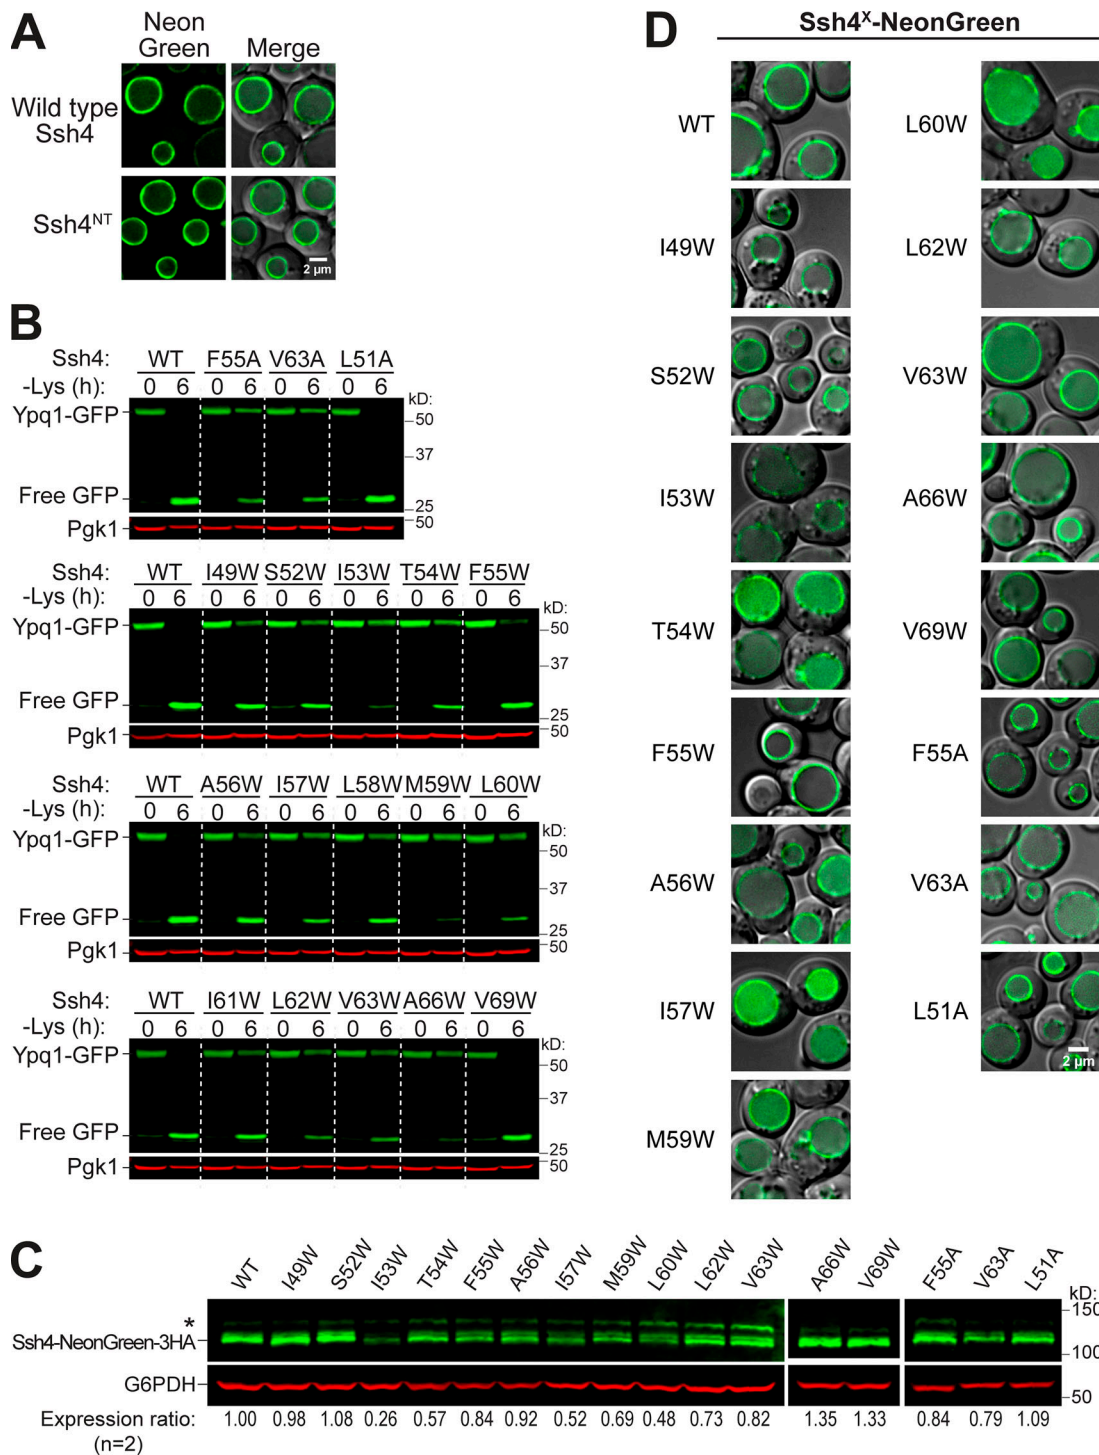 A
Neon Green
Merge
Wild type Ssh4
Ssh4NT
2 µm
B
Ssh4: WT F55A V63A L51A
-Lys (h): 0 6 0 6 0 6 0 6
kD:
Ypq1-GFP
50
37
Free GFP
25
Pgk1
50
Ssh4: WT I49W S52W I53W T54W F55W
-Lys (h): 0 6 0 6 0 6 0 6 0 6 0 6
kD:
Ypq1-GFP
50
37
Free GFP
25
Pgk1
50
Ssh4: WT A56W I57W L58W M59W L60W
-Lys (h): 0 6 0 6 0 6 0 6 0 6 0 6
kD:
Ypq1-GFP
50
37
Free GFP
25
Pgk1
50
Ssh4: WT I61W L62W V63W A66W V69W
-Lys (h): 0 6 0 6 0 6 0 6 0 6 0 6
kD:
Ypq1-GFP
50
37
Free GFP
25
Pgk1
50
C
WT I49W S52W I53W T54W F55W A56W I57W M59W L60W L62W V63W A66W V69W F55A V63A L51A
kD:
*
150
Ssh4-NeonGreen-3HA
100
G6PDH
50
Expression ratio: 1.00 0.98 1.08 0.26 0.57 0.84 0.92 0.52 0.69 0.48 0.73 0.82 1.35 1.33 0.84 0.79 1.09
(n=2)
D
Ssh4X-NeonGreen
WT
I49W
S52W
I53W
T54W
F55W
A56W
I57W
M59W
L60W
L62W
V63W
A66W
V69W
F55A
V63A
L51A
2 µm